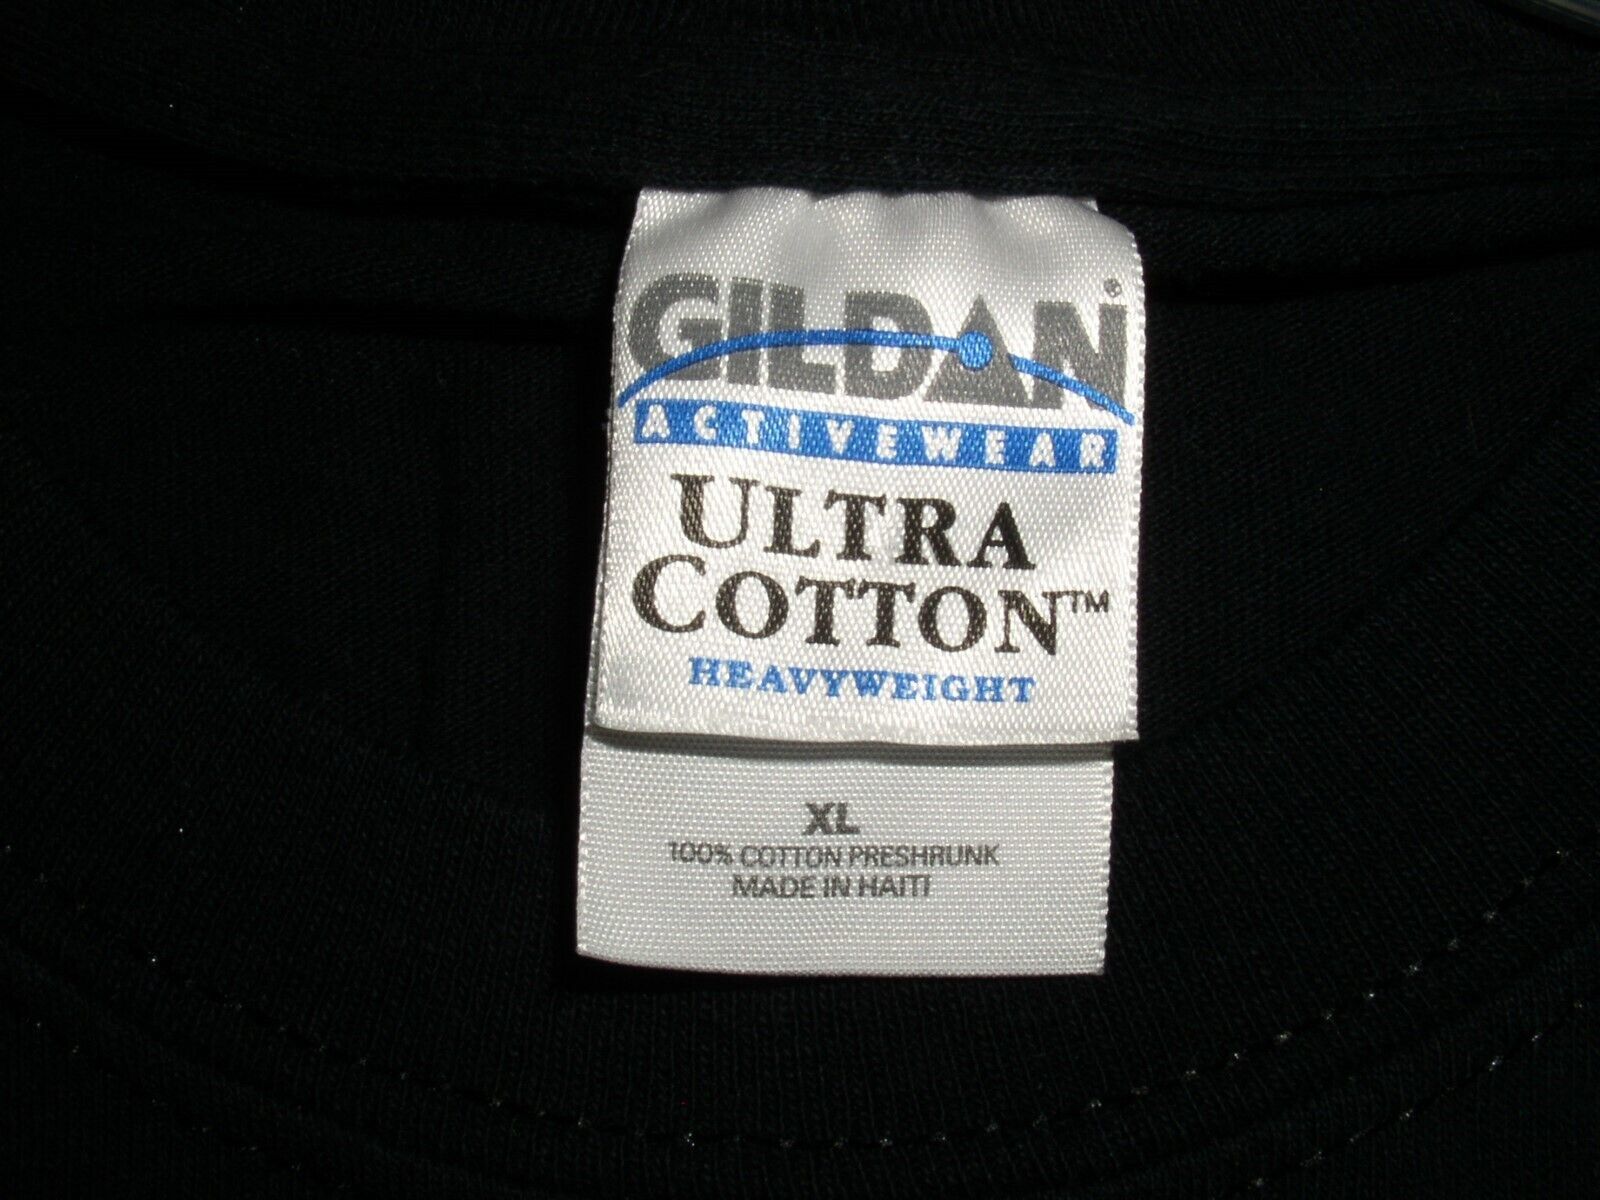 GILDAN®
ACTIVEWEAR
ULTRA
COTTON™
HEAVYWEIGHT
XL
100% COTTON PRESHRUNK
MADE IN HAITI